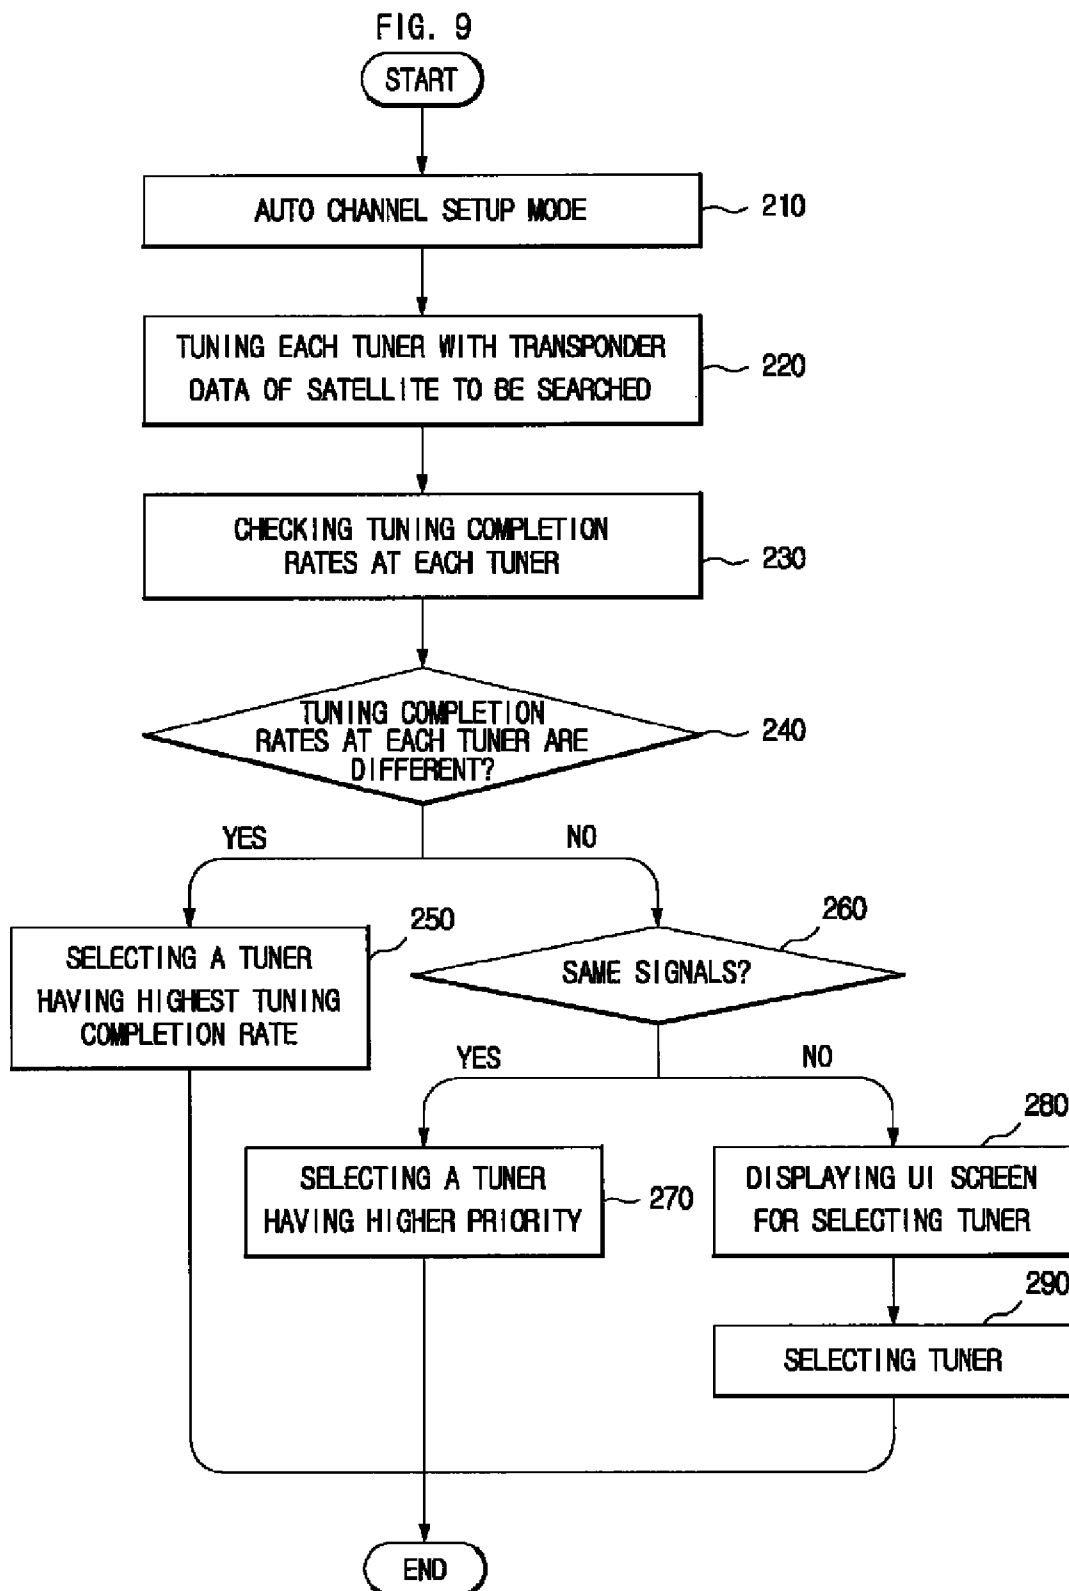 FIG. 9
START
AUTO CHANNEL SETUP MODE
210
TUNING EACH TUNER WITH TRANSPONDER
DATA OF SATELLITE TO BE SEARCHED
220
CHECKING TUNING COMPLETION
RATES AT EACH TUNER
230
TUNING COMPLETION
RATES AT EACH TUNER ARE
DIFFERENT?
240
YES
NO
250
SELECTING A TUNER
HAVING HIGHEST TUNING
COMPLETION RATE
260
SAME SIGNALS?
YES
NO
SELECTING A TUNER
HAVING HIGHER PRIORITY
270
280
DISPLAYING UI SCREEN
FOR SELECTING TUNER
290
SELECTING TUNER
END